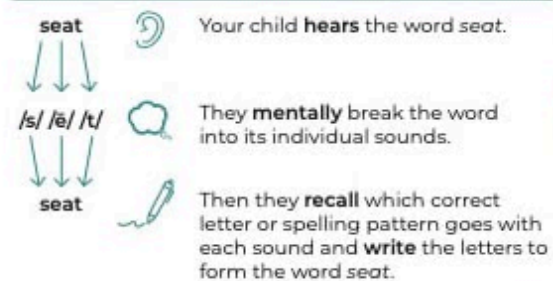 seat
Your child hears the word seat.
/s/ /ē/ /t/
They mentally break the word
into its individual sounds.
seat
Then they recall which correct
letter or spelling pattern goes with
each sound and write the letters to
form the word seat.